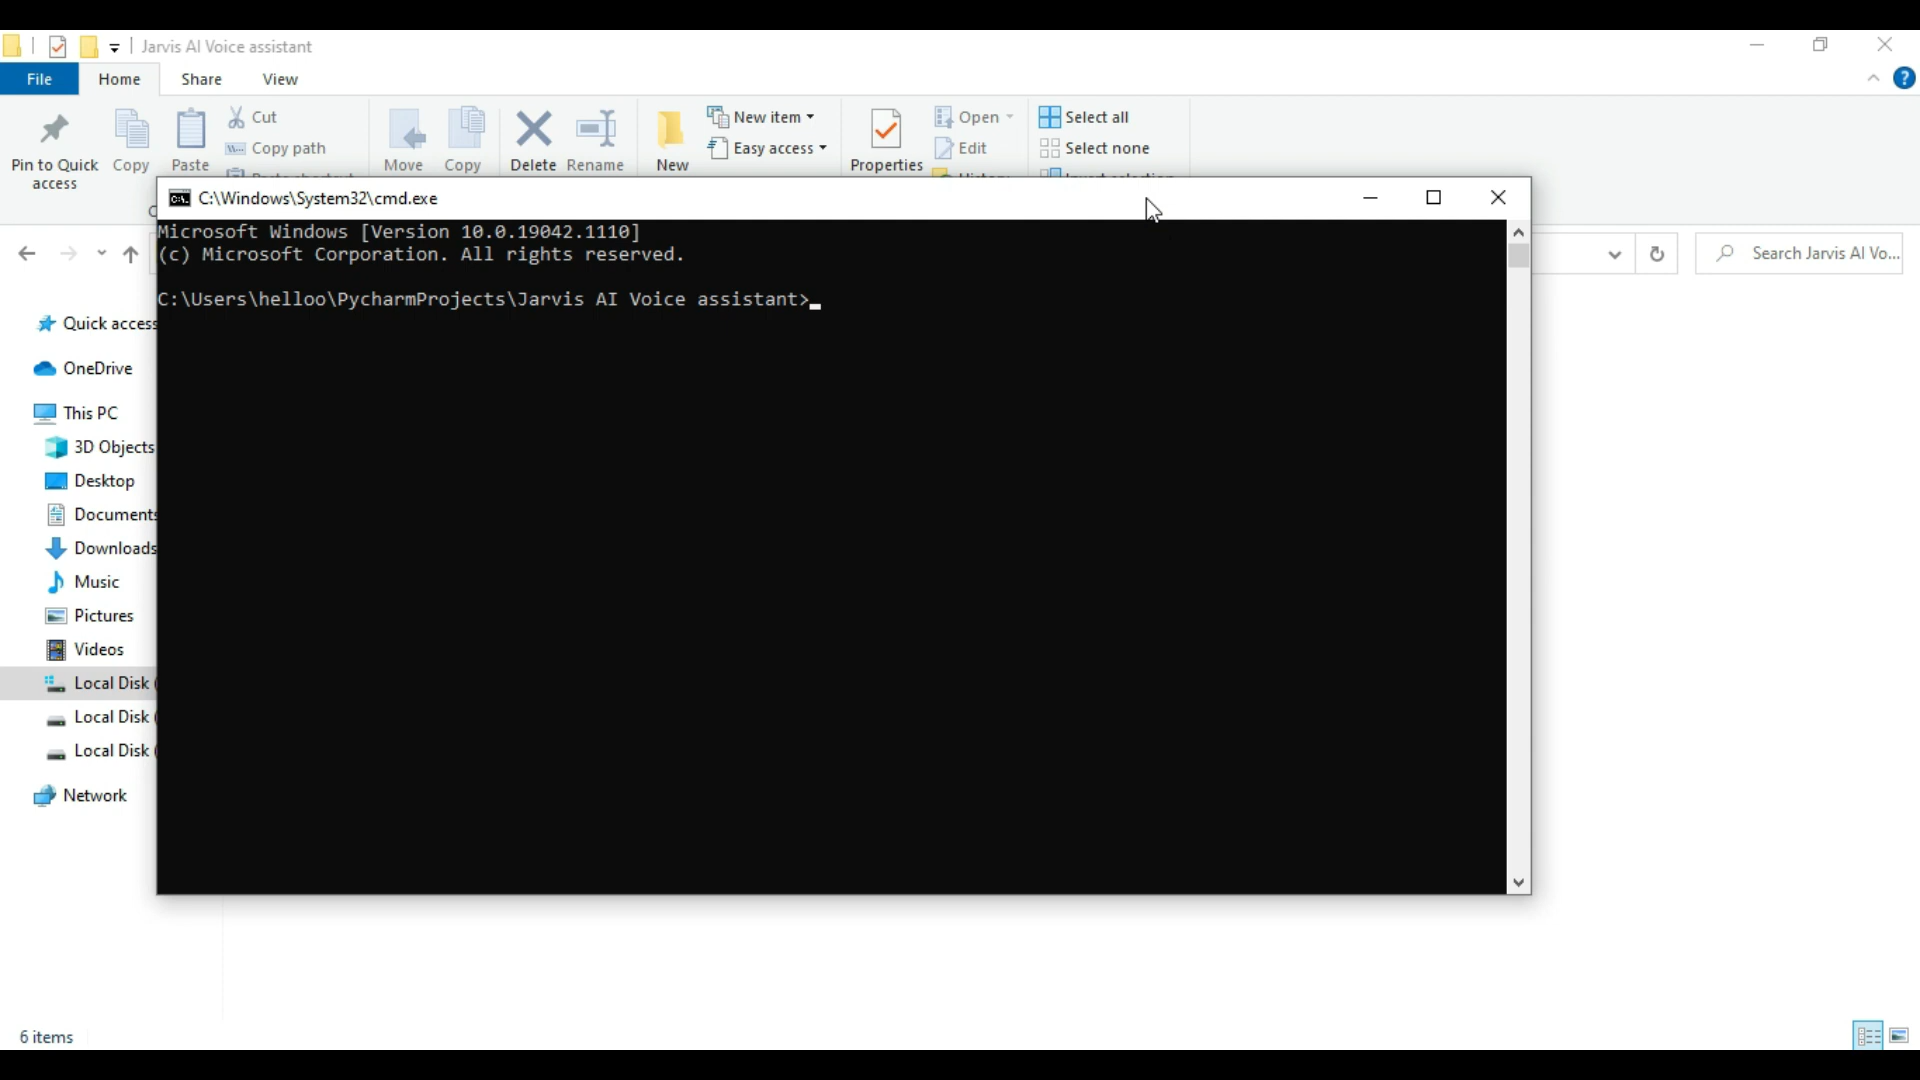 Jarvis AI Voice assistant
File Home Share View
Pin to Quick access
Copy
Paste
Cut
Copy path
Move
Copy
Delete
Rename
New
New item
Easy access
Properties
Open
Edit
Select all
Select none
C:\Windows\System32\cmd.exe
Microsoft Windows [Version 10.0.19042.1110]
(c) Microsoft Corporation. All rights reserved.
C:\Users\helloo\PycharmProjects\Jarvis AI Voice assistant>
Search Jarvis AI Vo...
Quick access
OneDrive
This PC
3D Objects
Desktop
Documents
Downloads
Music
Pictures
Videos
Local Disk (
Local Disk (
Local Disk (
Network
6 items